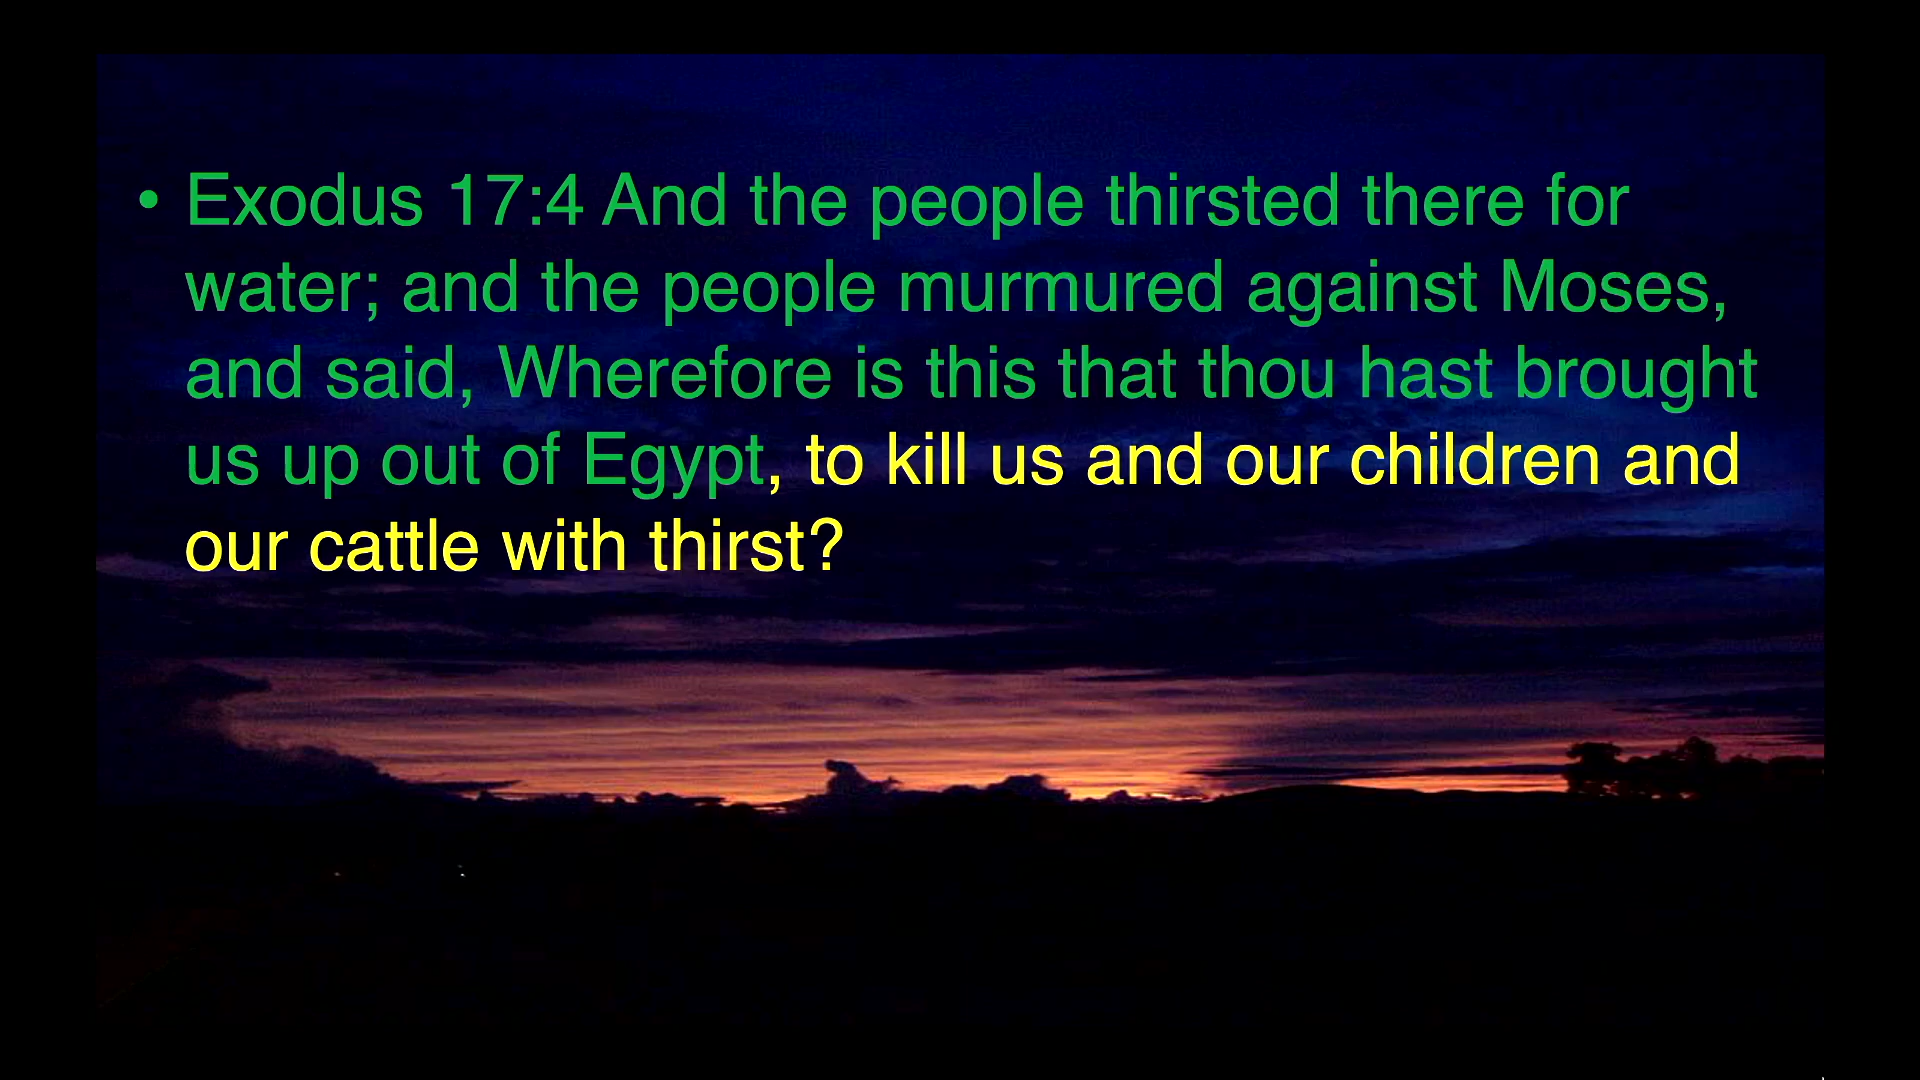 • Exodus 17:4 And the people thirsted there for
water; and the people murmured against Moses,
and said, Wherefore is this that thou hast brought
us up out of Egypt, to kill us and our children and
our cattle with thirst?